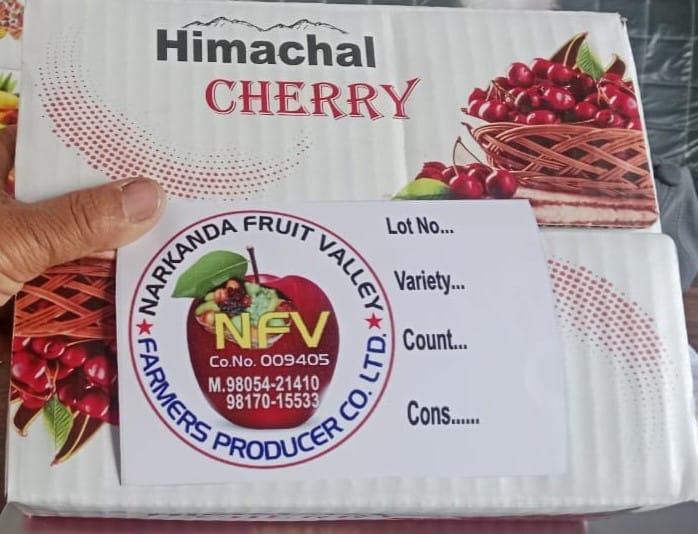 Himachal
CHERRY
NARKANDA FRUIT VALLEY
NFV
Co.No. 009405
M.98054-21410
98170-15533
FARMERS PRODUCER CO. LTD.
Lot No...
Variety...
Count...
Cons......